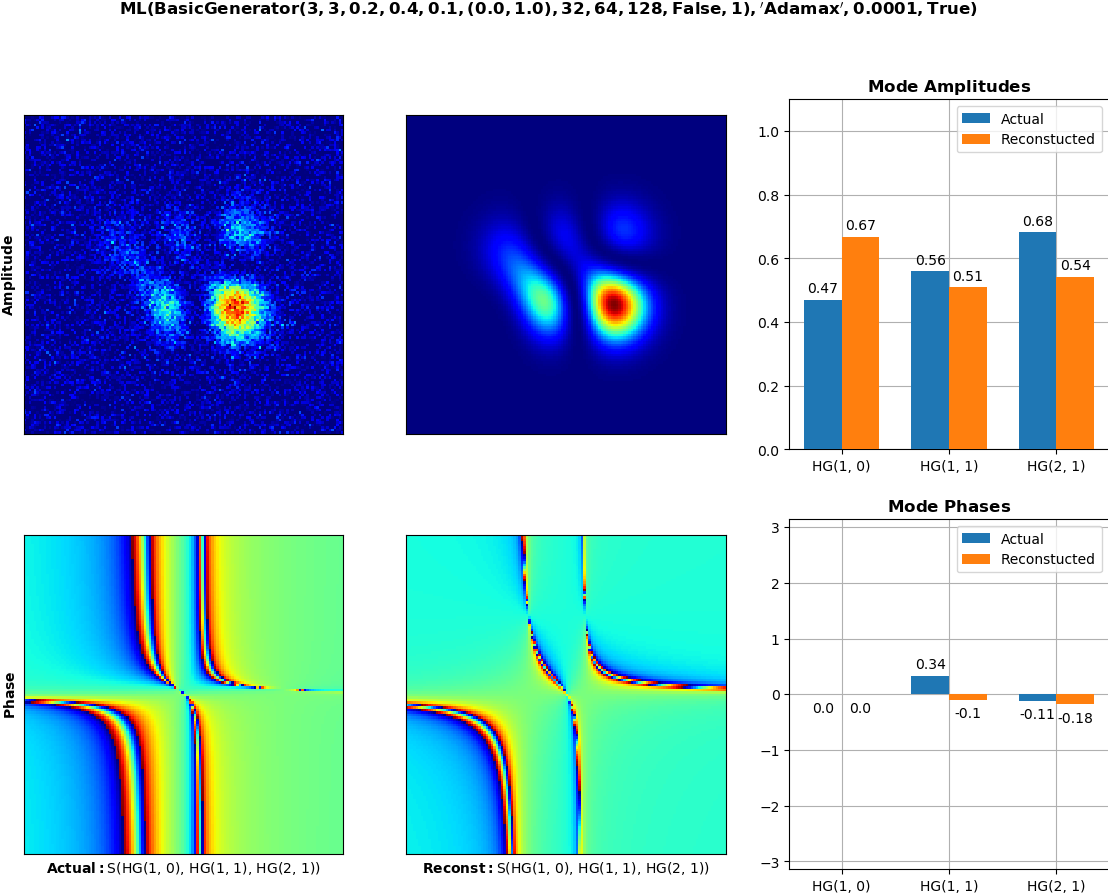 ML(BasicGenerator(3, 3, 0.2, 0.4, 0.1, (0.0, 1.0), 32, 64, 128, False, 1), 'Adamax', 0.0001, True)
Amplitude
Mode Amplitudes
Actual
Reconstucted
1.0
0.8
0.6
0.4
0.2
0.0
0.47
0.67
0.56
0.51
0.68
0.54
HG(1, 0)
HG(1, 1)
HG(2, 1)
Phase
Actual: S(HG(1, 0), HG(1, 1), HG(2, 1))
Reconst: S(HG(1, 0), HG(1, 1), HG(2, 1))
Mode Phases
Actual
Reconstucted
3
2
1
0
−1
−2
−3
0.0
0.0
0.34
-0.1
-0.11
-0.18
HG(1, 0)
HG(1, 1)
HG(2, 1)